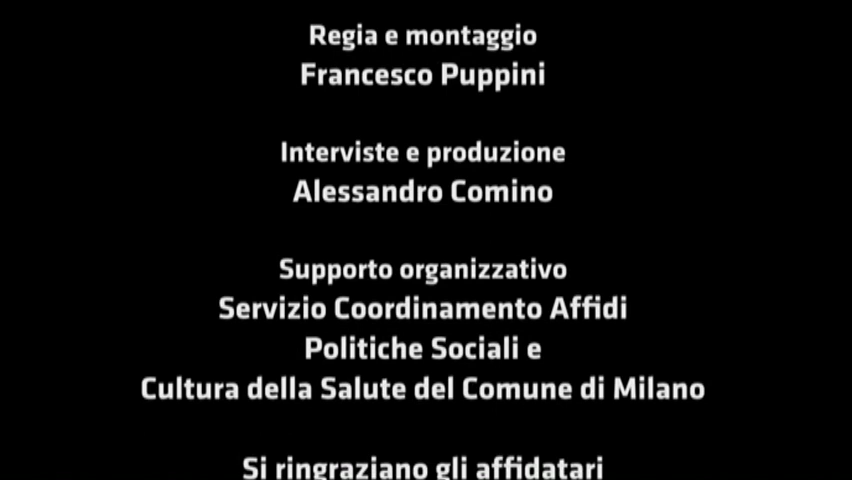 Regia e montaggio
Francesco Puppini
Interviste e produzione
Alessandro Comino
Supporto organizzativo
Servizio Coordinamento Affidi
Politiche Sociali e
Cultura della Salute del Comune di Milano
Si ringraziano gli affidatari